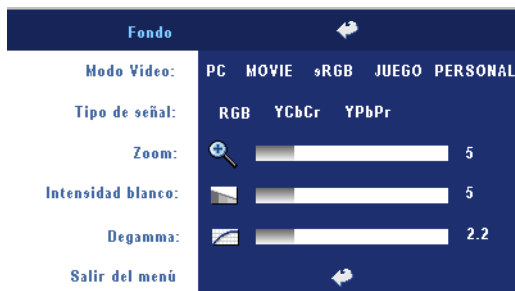 Fondo
Modo Vídeo: PC MOVIE sRGB JUEGO PERSONAL
Tipo de señal: RGB YCbCr YPbPr
Zoom: 5
Intensidad blanco: 5
Degamma: 2.2
Salir del menú